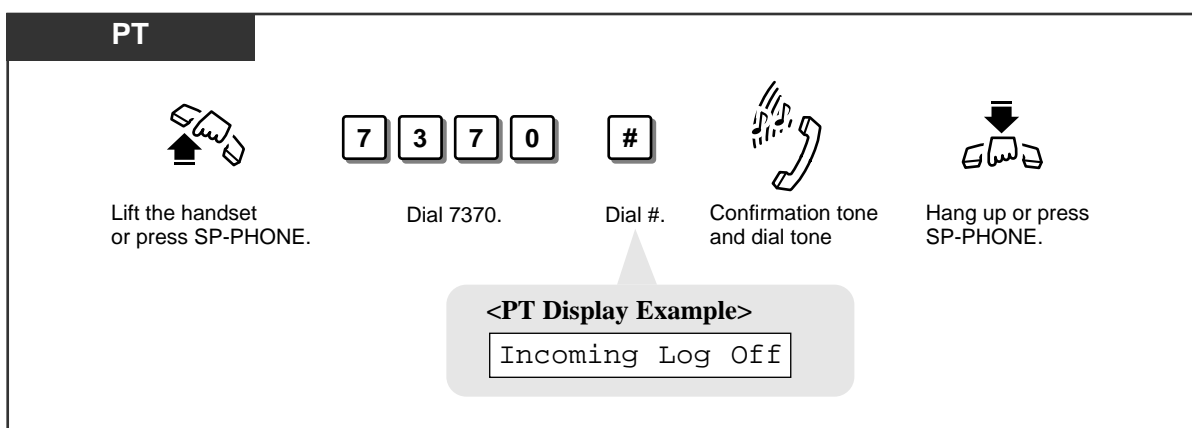 PT
7 3 7 0 #
Lift the handset
or press SP-PHONE.
Dial 7370.
Dial #.
Confirmation tone
and dial tone
Hang up or press
SP-PHONE.
<PT Display Example>
Incoming Log Off